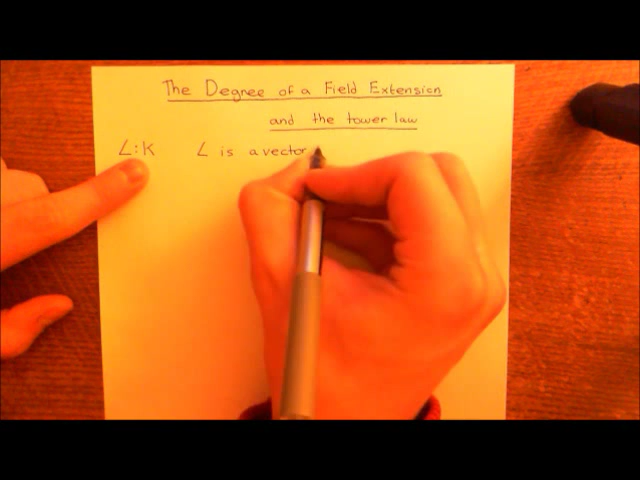 The Degree of a Field Extension
and the tower law
L:K L is a vector